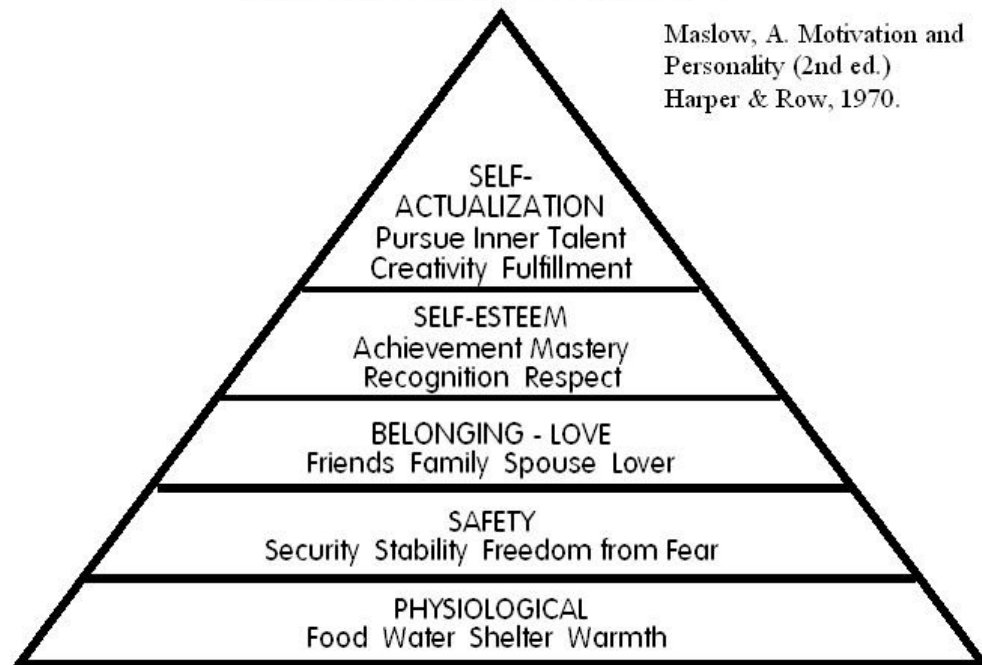 Maslow, A. Motivation and
Personality (2nd ed.)
Harper & Row, 1970.
SELF-
ACTUALIZATION
Pursue Inner Talent
Creativity Fulfillment
SELF-ESTEEM
Achievement Mastery
Recognition Respect
BELONGING - LOVE
Friends Family Spouse Lover
SAFETY
Security Stability Freedom from Fear
PHYSIOLOGICAL
Food Water Shelter Warmth